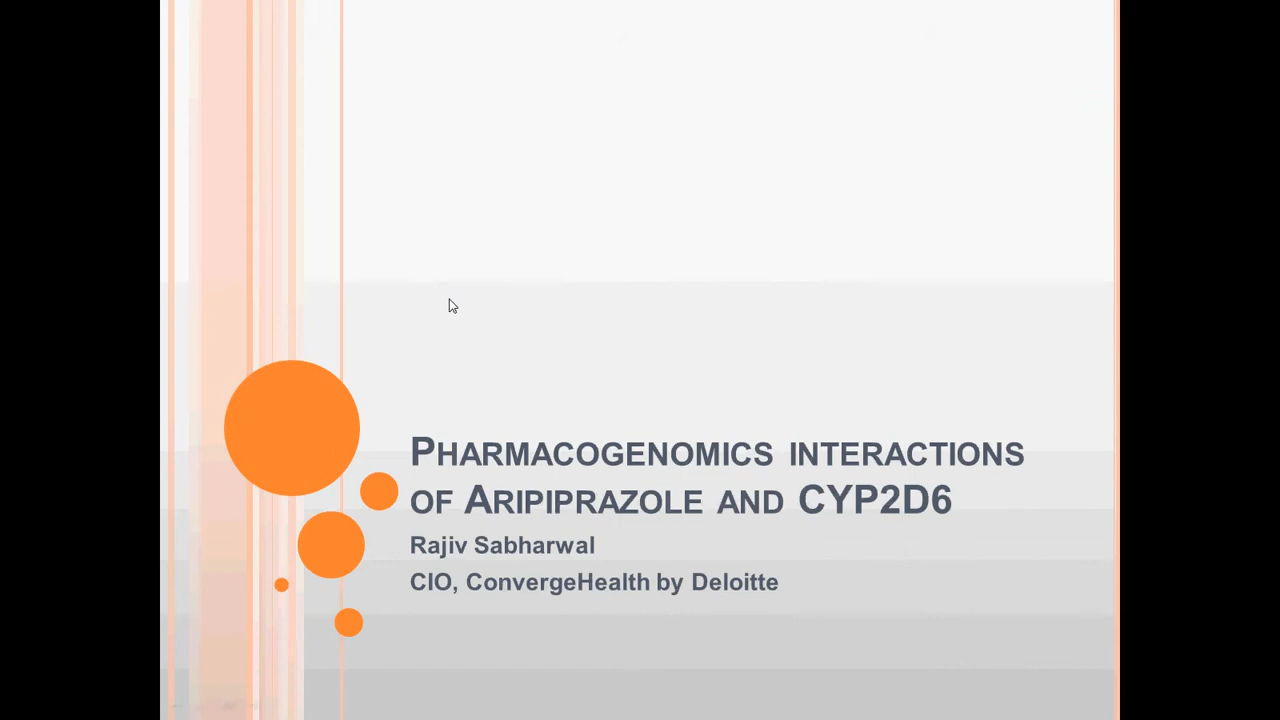 Pharmacogenomics interactions
of Aripiprazole and CYP2D6
Rajiv Sabharwal
CIO, ConvergeHealth by Deloitte